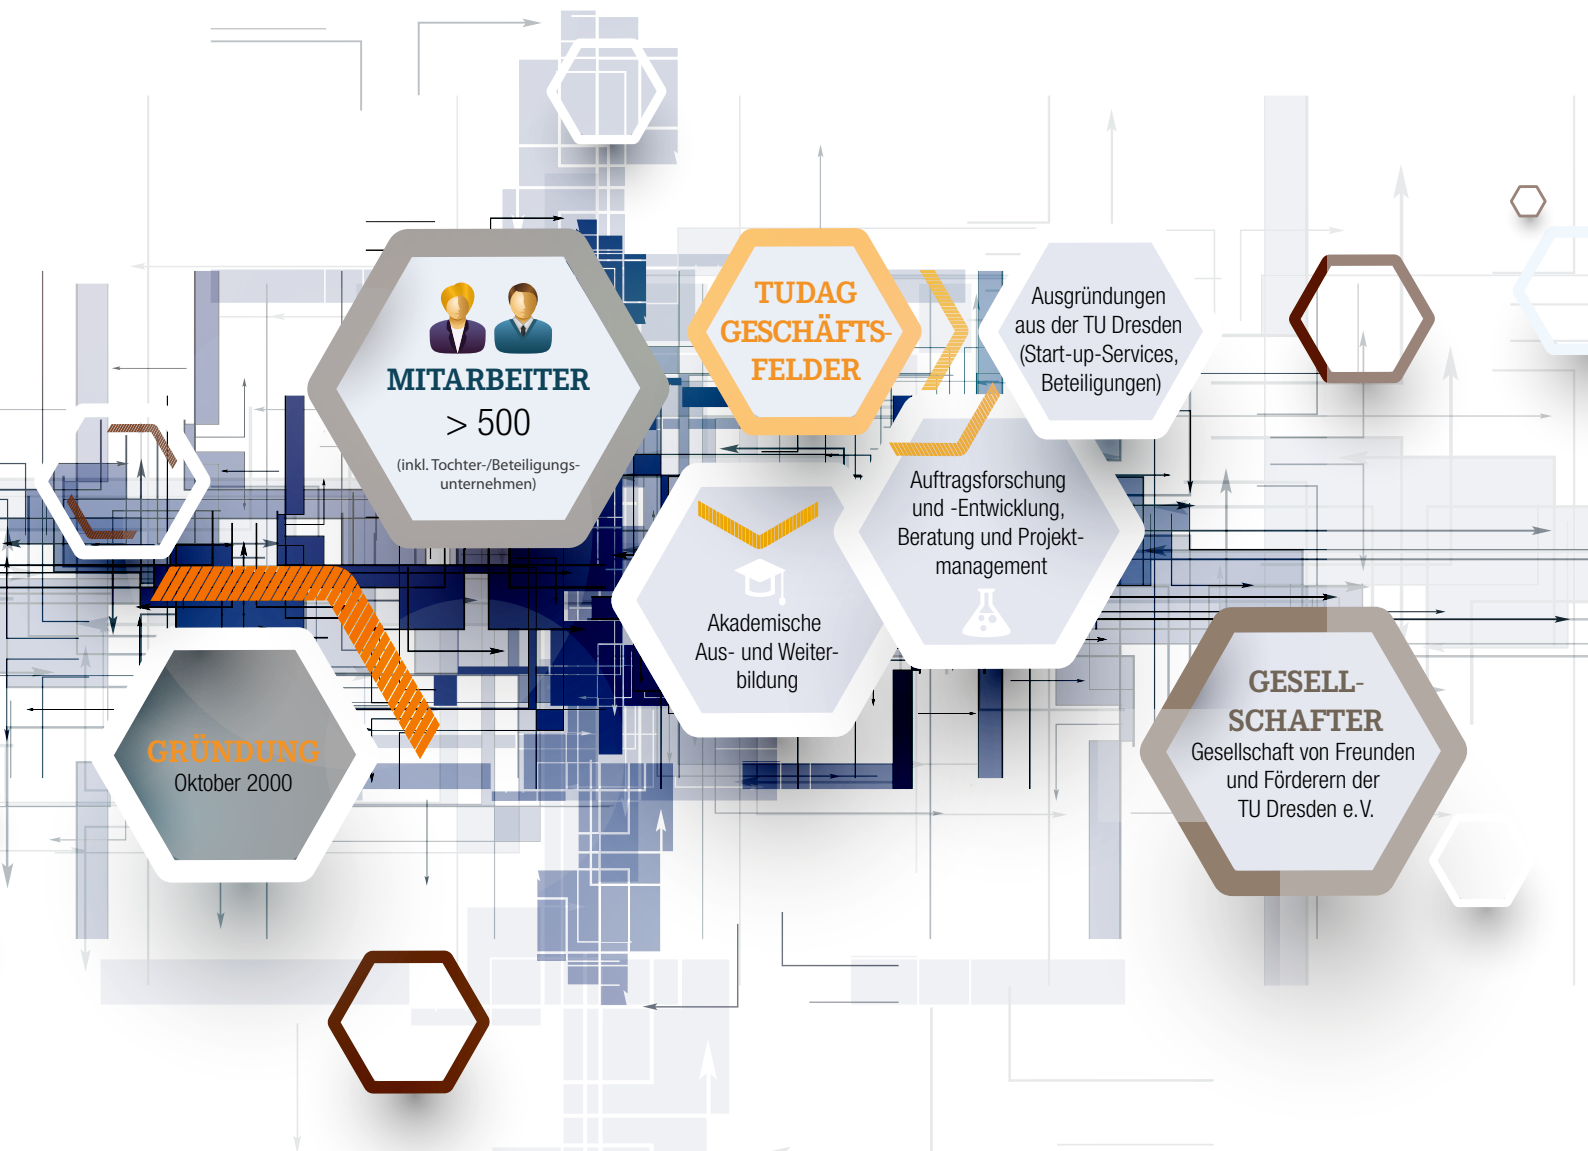 MITARBEITER
> 500
(inkl. Tochter-/Beteiligungs-
unternehmen)
TUDAG
GESCHÄFTS-
FELDER
Ausgründungen
aus der TU Dresden
(Start-up-Services,
Beteiligungen)
Auftragsforschung
und -Entwicklung,
Beratung und Projekt-
management
Akademische
Aus- und Weiter-
bildung
GRÜNDUNG
Oktober 2000
GESELL-
SCHAFTER
Gesellschaft von Freunden
und Förderern der
TU Dresden e.V.